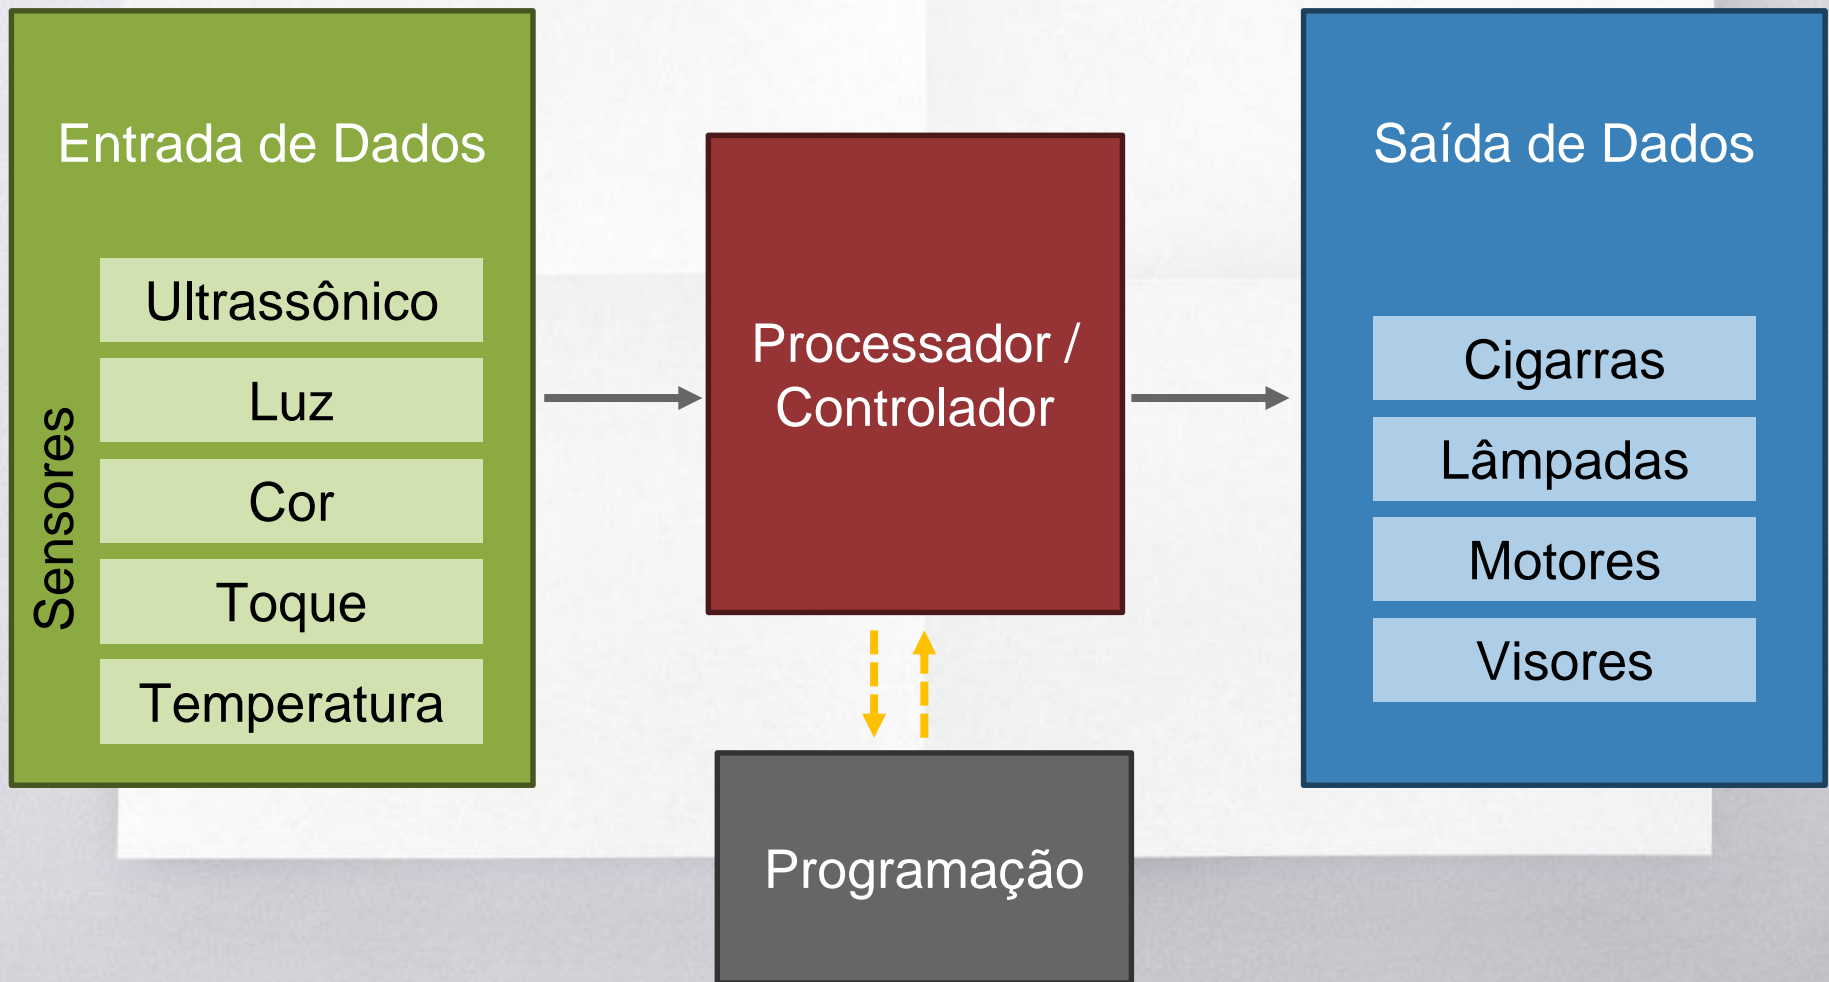 Entrada de Dados
Sensores
Ultrassônico
Luz
Cor
Toque
Temperatura
Processador /
Controlador
Programação
Saída de Dados
Cigarras
Lâmpadas
Motores
Visores